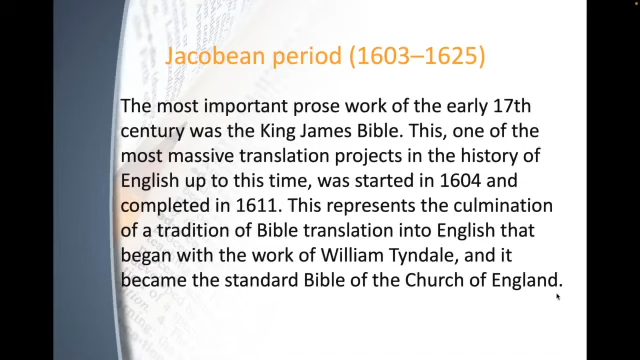 Jacobean period (1603–1625)
The most important prose work of the early 17th
century was the King James Bible. This, one of the
most massive translation projects in the history of
English up to this time, was started in 1604 and
completed in 1611. This represents the culmination
of a tradition of Bible translation into English that
began with the work of William Tyndale, and it
became the standard Bible of the Church of England.